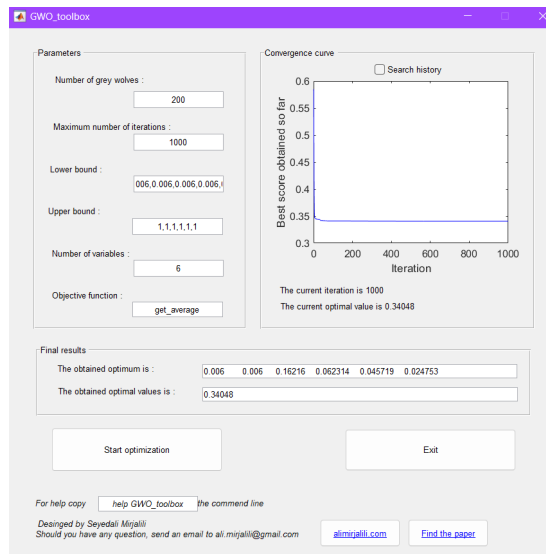 GWO_toolbox
Parameters
Number of grey wolves :
200
Maximum number of iterations :
1000
Lower bound :
006,0.006,0.006,0.006,(
Upper bound :
1,1,1,1,1,1
Number of variables :
6
Objective function :
get_average
Convergence curve
Search history
Best score obtained so far
0.6
0.55
0.5
0.45
0.4
0.35
0.3
0 200 400 600 800 1000
Iteration
The current iteration is 1000
The current optimal value is 0.34048
Final results
The obtained optimum is : 0.006 0.006 0.16216 0.062314 0.045719 0.024753
The obtained optimal values is : 0.34048
Start optimization
Exit
For help copy help GWO_toolbox the commend line
Desinged by Seyedali Mirjalili
Should you have any question, send an email to ali.mirjalili@gmail.com
alimirjalili.com
Find the paper